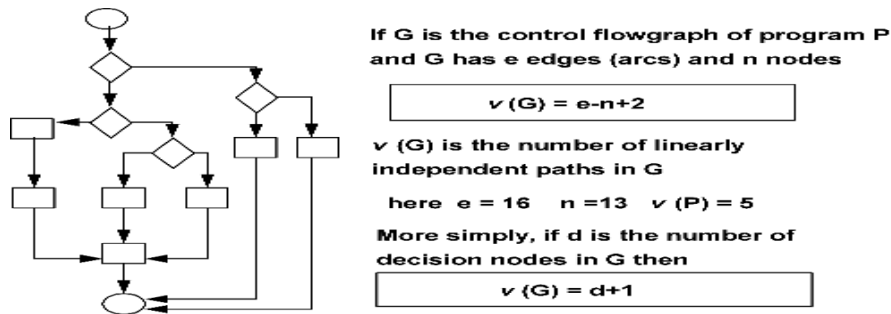 If G is the control flowgraph of program P
and G has e edges (arcs) and n nodes
v (G) = e-n+2
v (G) is the number of linearly
independent paths in G
here e = 16 n =13 v (P) = 5
More simply, if d is the number of
decision nodes in G then
v (G) = d+1